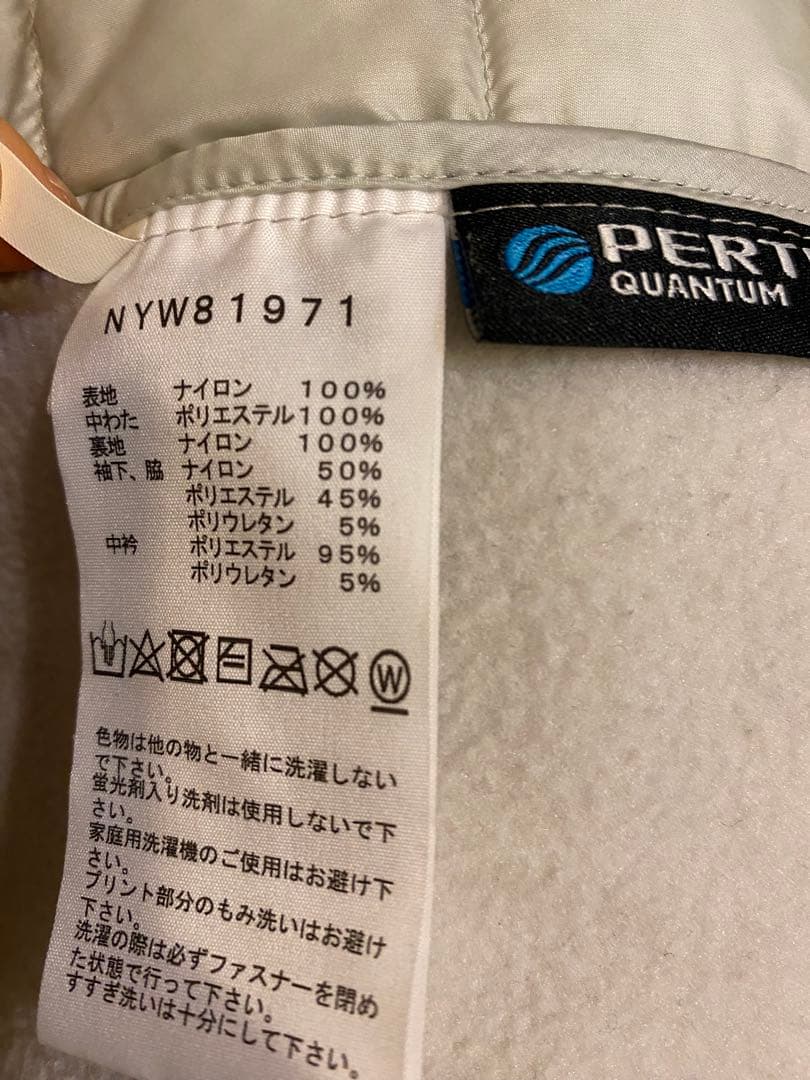 PERT
QUANTUM
NYW81971
表地 ナイロン 100%
中わた ポリエステル100%
裏地 ナイロン 100%
袖下、脇 ナイロン 50%
ポリエステル 45%
ポリウレタン 5%
中衿 ポリエステル 95%
ポリウレタン 5%
W
色物は他の物と一緒に洗濯しない
で下さい。
蛍光剤入り洗剤は使用しないで下
さい。
家庭用洗濯機のご使用はお避け下
さい。
プリント部分のもみ洗いはお避け
下さい。
洗濯の際は必ずファスナーを閉め
た状態で行って下さい。
すすぎ洗いは十分にして下さい。